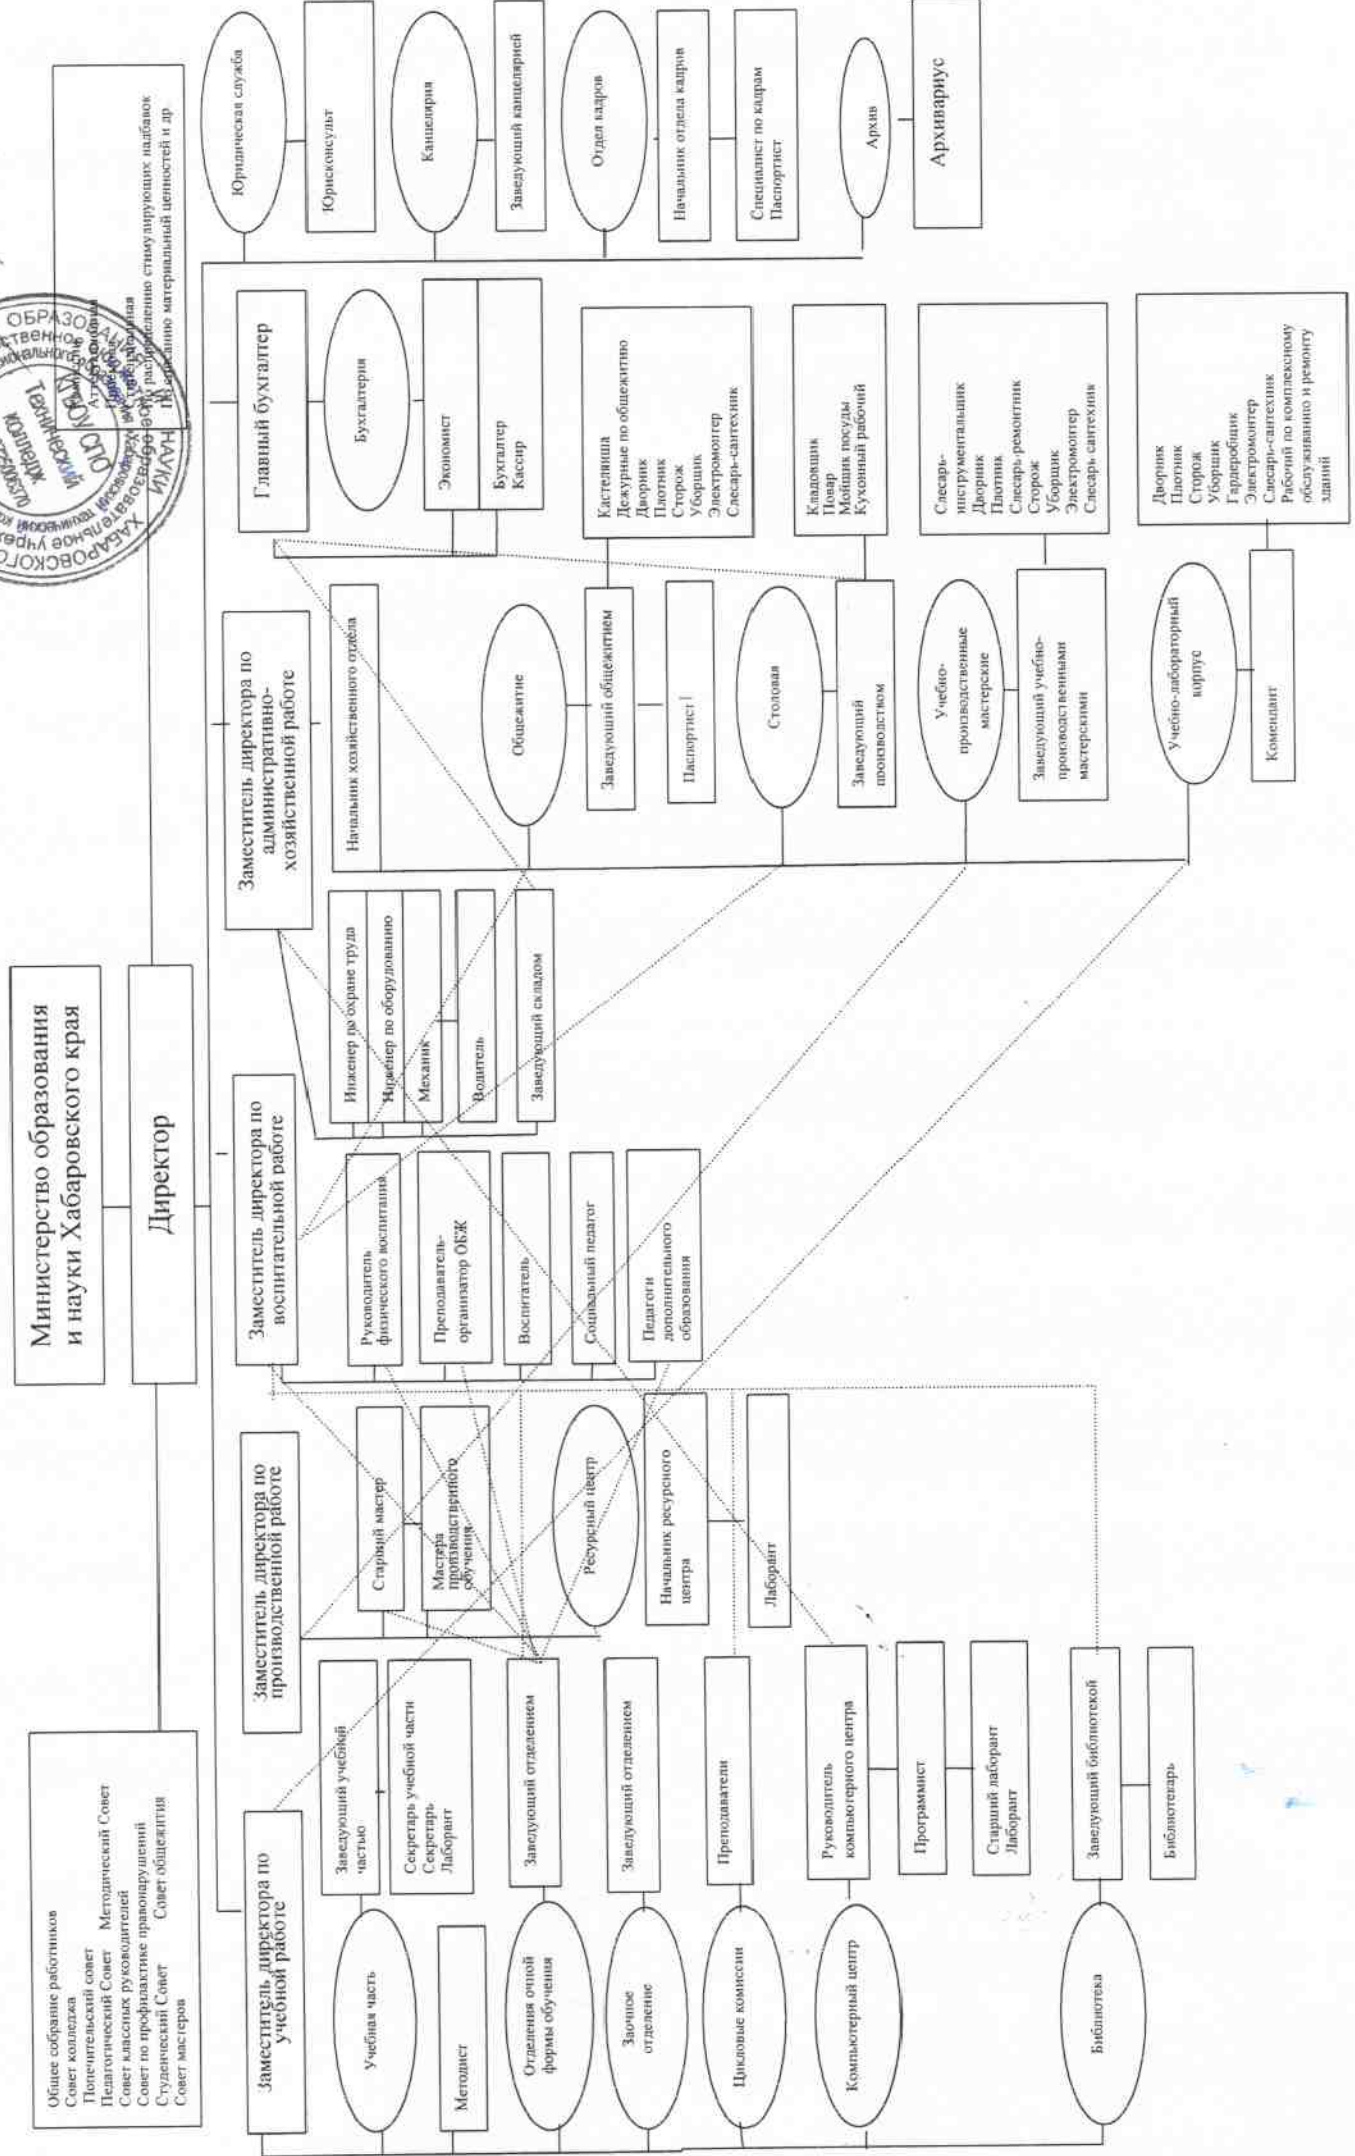 Министерство образования
и науки Хабаровского края
Директор
Общее собрание работников
Совет колледжа
Попечительский совет
Педагогический Совет Методический Совет
Совет классных руководителей
Совет по профилактике правонарушений
Студенческий Совет Совет общежития
Совет мастеров
Стипендиальная
По распределению стимулирующих надбавок
По списанию материальный ценностей и др
ОБРАЗОВАНИЯ И НАУКИ ХАБАРОВСКОГО
КГБОУ СПО
технический
колледж
Заместитель директора по
учебной работе
Учебная часть
Заведующий учебной
частью
Секретарь учебной части
Секретарь
Лаборант
Методист
Отделения очной
формы обучения
Заведующий отделением
Заочное
отделение
Заведующий отделением
Цикловые комиссии
Преподаватели
Компьютерный центр
Руководитель
компьютерного центра
Программист
Старший лаборант
Лаборант
Библиотека
Заведующий библиотекой
Библиотекарь
Заместитель директора по
производственной работе
Старший мастер
Мастера
производственного
обучения
Ресурсный центр
Начальник ресурсного
центра
Лаборант
Заместитель директора по
воспитательной работе
Руководитель
физического воспитания
Преподаватель-
организатор ОБЖ
Воспитатель
Социальный педагог
Педагоги
дополнительного
образования
Заместитель директора по
административно-
хозяйственной работе
Инженер по охране труда
Инженер по оборудованию
Механик
Водитель
Заведующий складом
Начальник хозяйственного отдела
Общежитие
Заведующий общежитием
Паспортист
Кастелянша
Дежурные по общежитию
Дворник
Плотник
Сторож
Уборщик
Электромонтер
Слесарь-сантехник
Столовая
Заведующий
производством
Кладовщик
Повар
Мойщик посуды
Кухонный рабочий
Учебно-
производственные
мастерские
Заведующий учебно-
производственными
мастерскими
Слесарь-
инструментальшик
Дворник
Плотник
Слесарь-ремонтник
Сторож
Уборщик
Электромонтер
Слесарь сантехник
Учебно-лабораторный
корпус
Комендант
Дворник
Плотник
Сторож
Уборщик
Гардеробщик
Электромонтер
Слесарь-сантехник
Рабочий по комплексному
обслуживанию и ремонту
зданий
Главный бухгалтер
Бухгалтерия
Экономист
Бухгалтер
Кассир
Юридическая служба
Юрисконсульт
Канцелярия
Заведующий канцелярией
Отдел кадров
Начальник отдела кадров
Специалист по кадрам
Паспортист
Архив
Архивариус